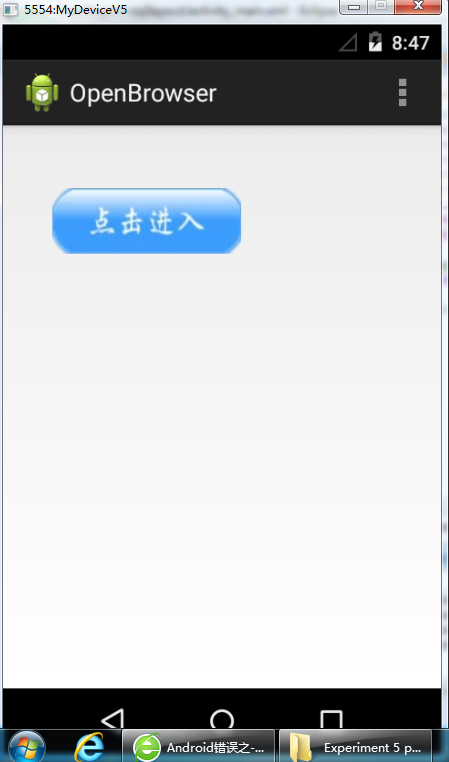 5554:MyDeviceV5
8:47
OpenBrowser
点击进入
Android错误之-...
Experiment 5 p...